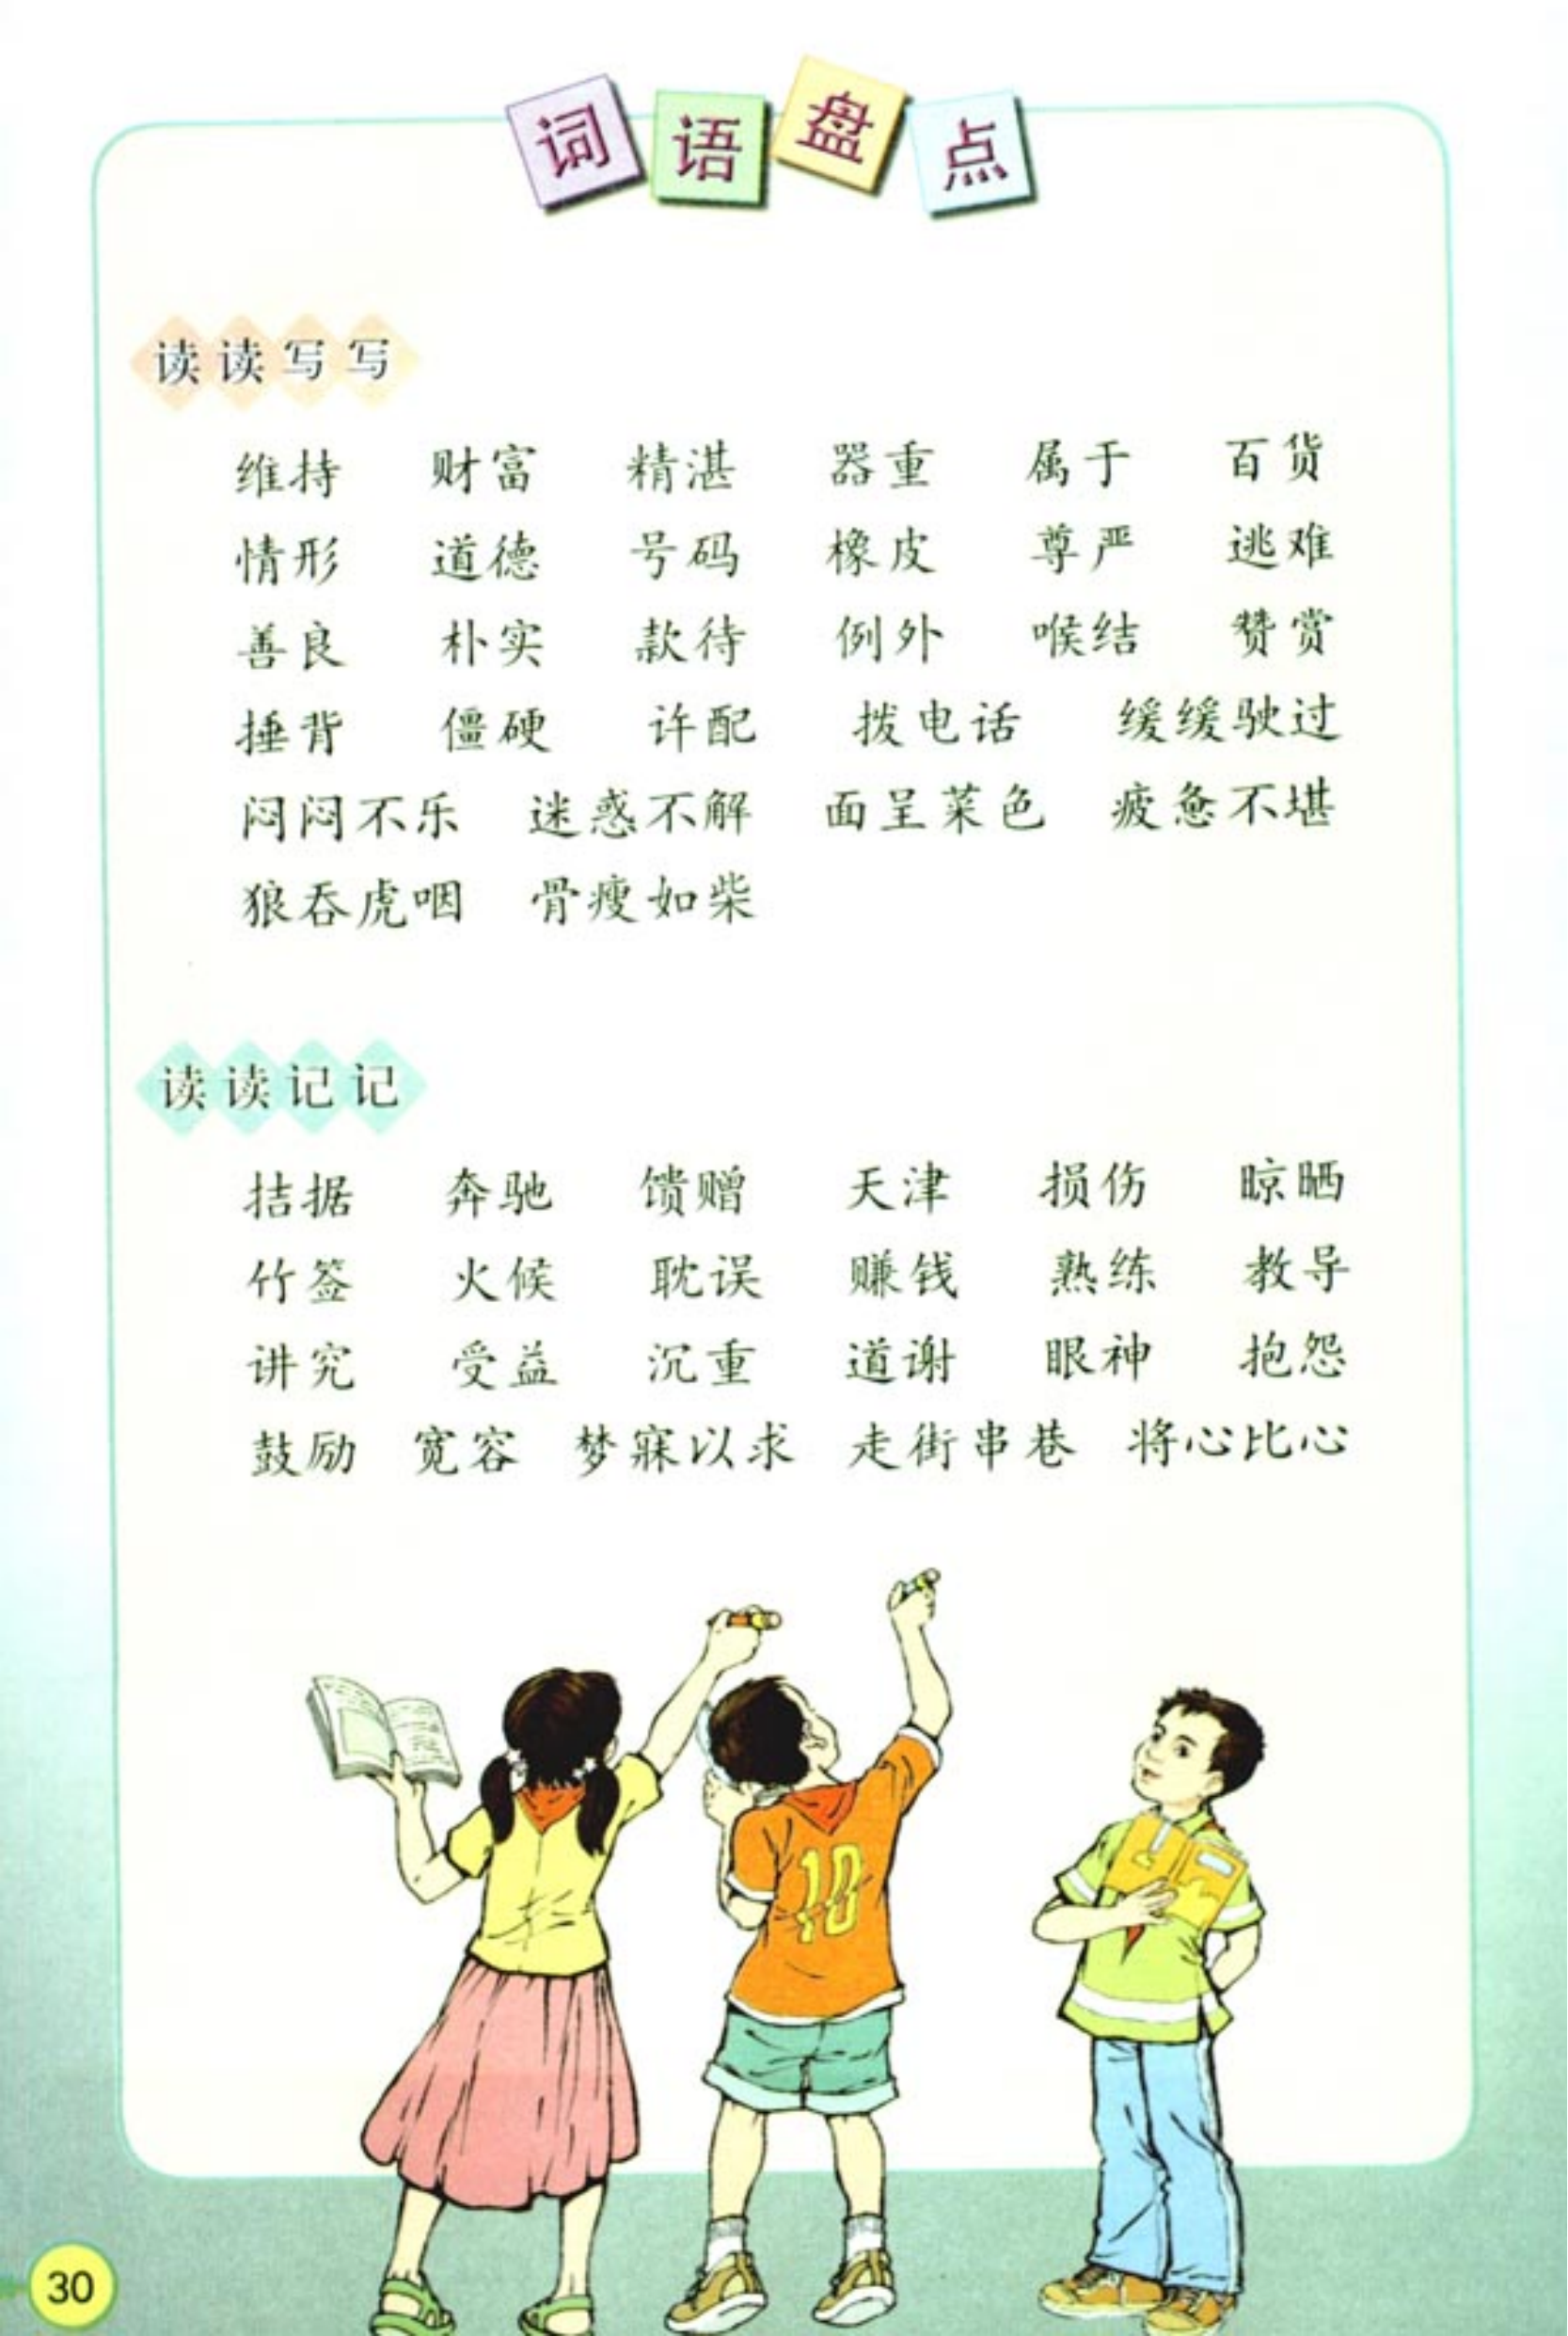 词语盘点
读读写写
维持 财富 精湛 器重 属于 百货
情形 道德 号码 橡皮 尊严 逃难
善良 朴实 款待 例外 喉结 赞赏
捶背 僵硬 许配 拨电话 缓缓驶过
闷闷不乐 迷惑不解 面呈菜色 疲惫不堪
狼吞虎咽 骨瘦如柴
读读记记
拮据 奔驰 馈赠 天津 损伤 晾晒
竹签 火候 耽误 赚钱 熟练 教导
讲究 受益 沉重 道谢 眼神 抱怨
鼓励 宽容 梦寐以求 走街串巷 将心比心
10
30